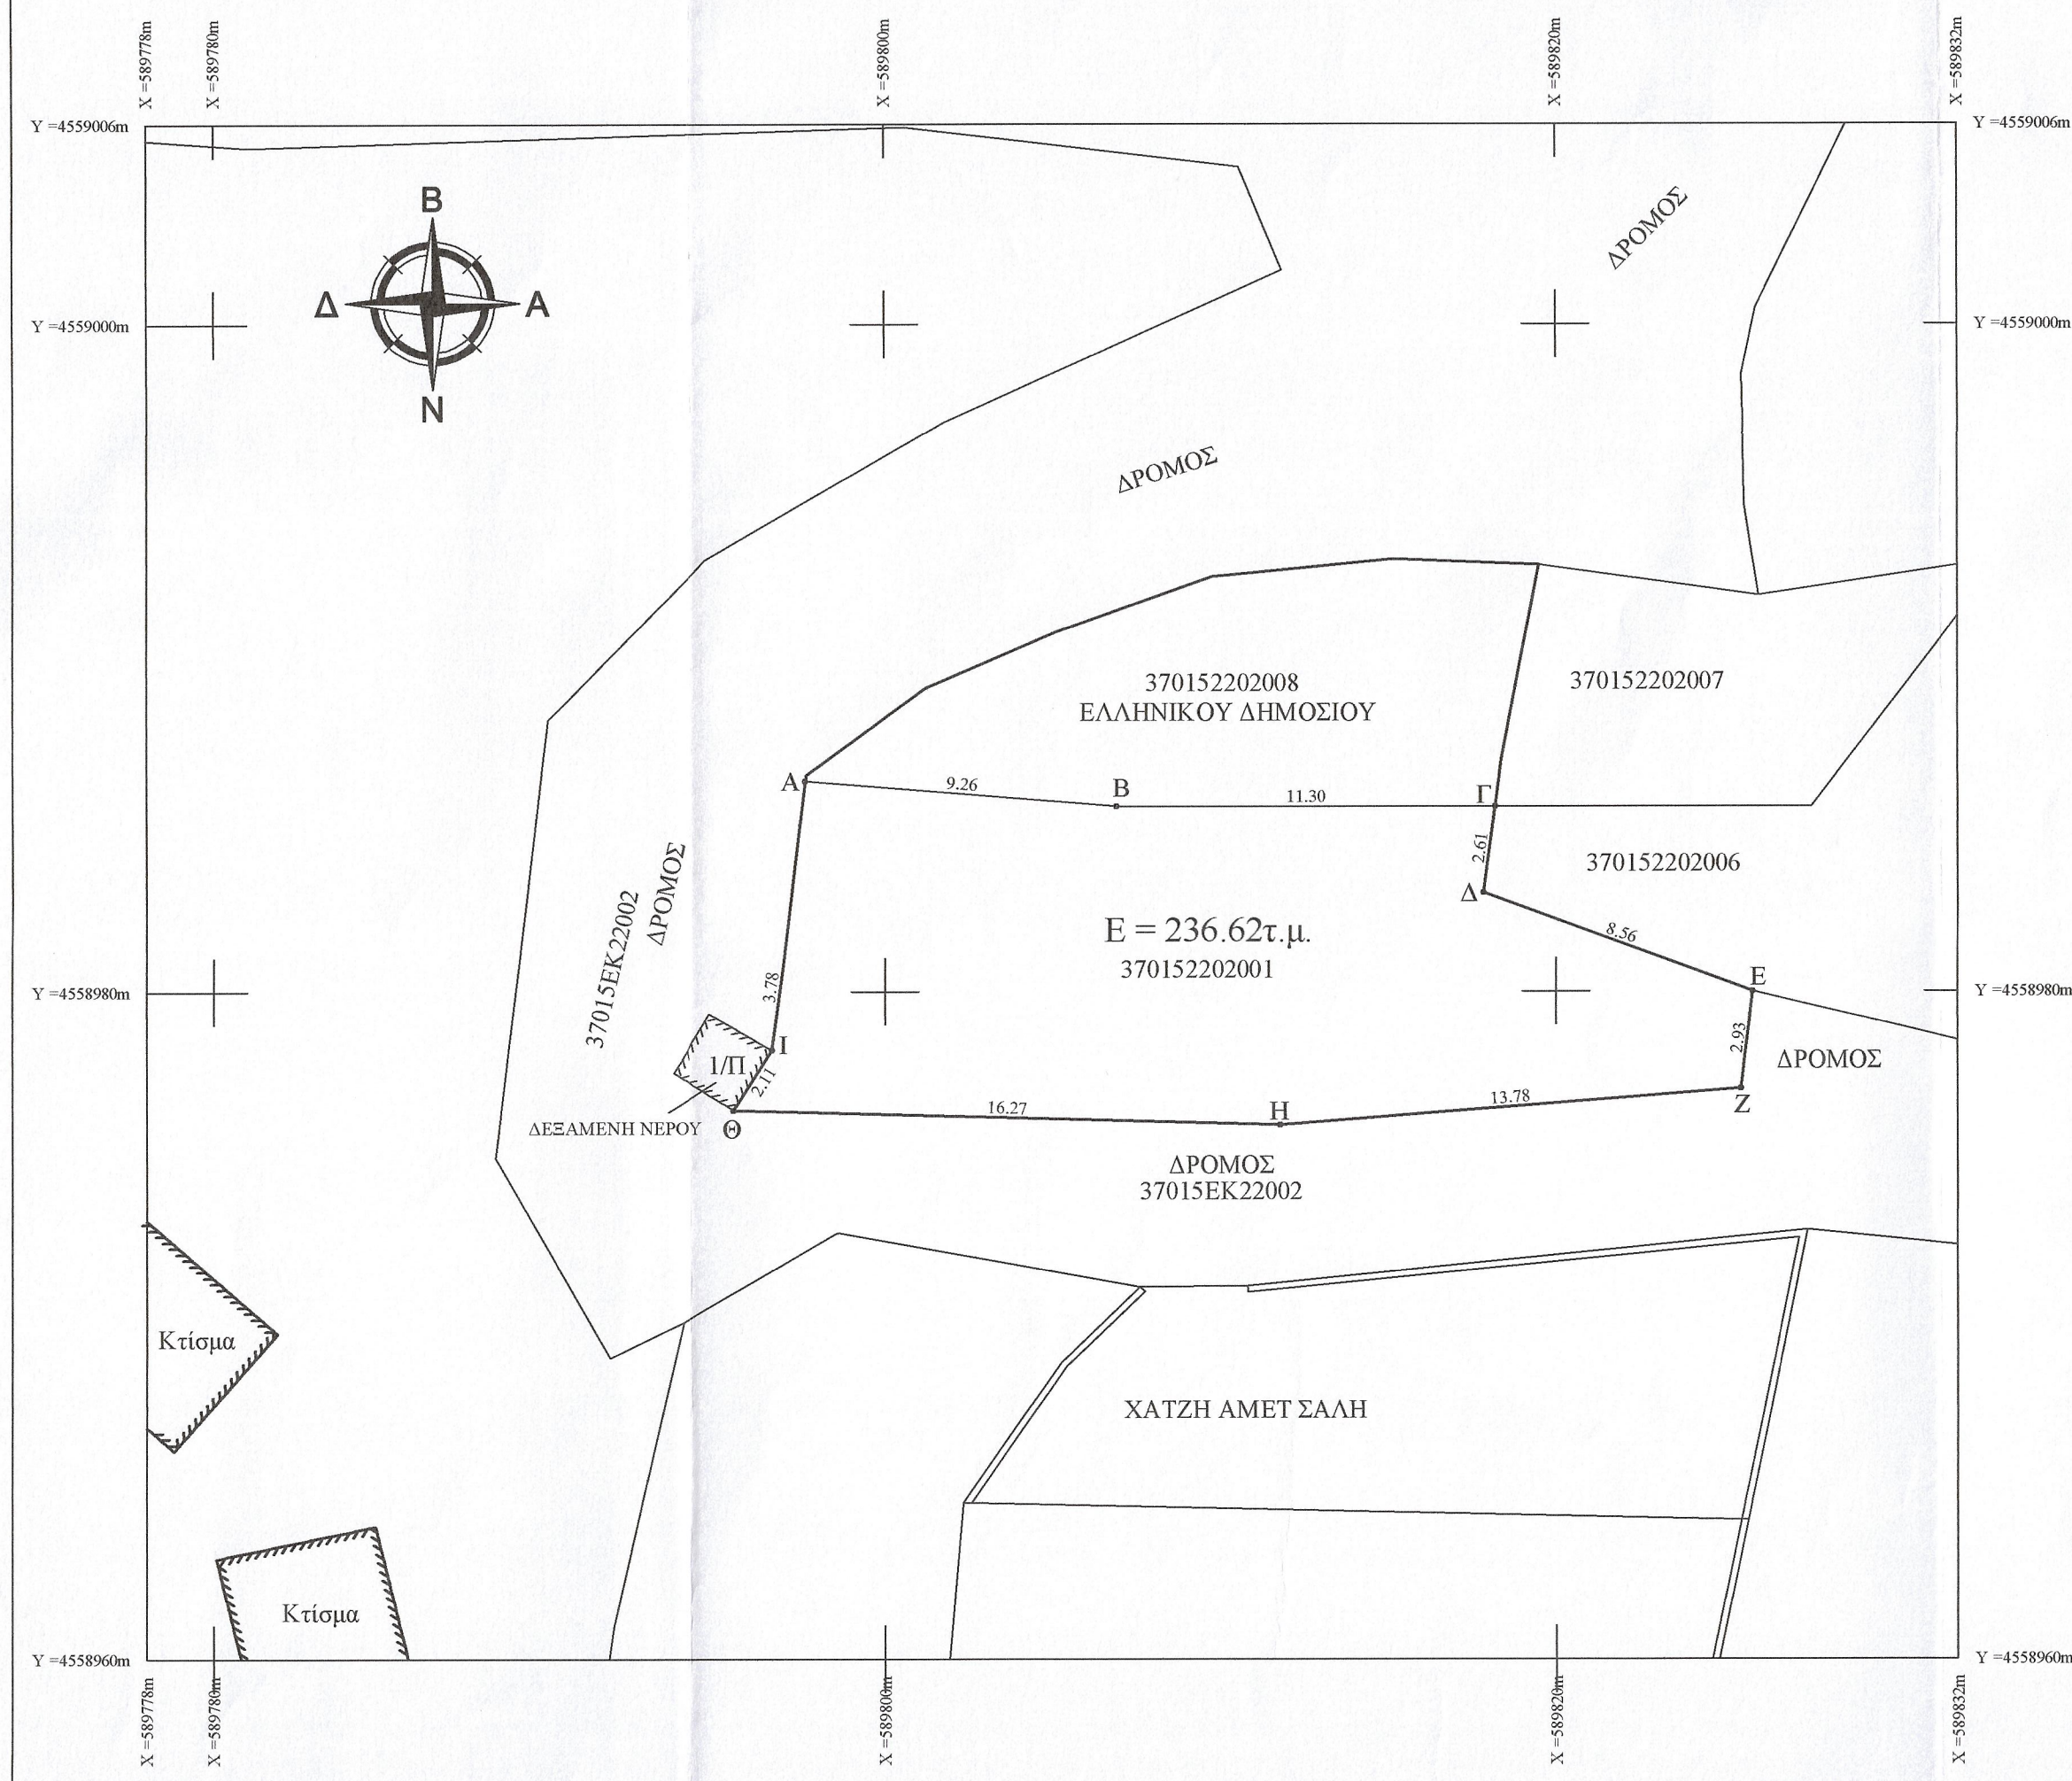 X =589778m
X =589780m
X =589800m
X =589820m
X =589832m
Y =4559006m
Y =4559006m
Β
Δ
Α
Ν
ΔΡΟΜΟΣ
Y =4559000m
Y =4559000m
ΔΡΟΜΟΣ
370152202008
ΕΛΛΗΝΙΚΟΥ ΔΗΜΟΣΙΟΥ
370152202007
Α
9.26
Β
11.30
Γ
2.61
370152202006
Δ
37015ΕΚ22002
ΔΡΟΜΟΣ
Ε = 236.62τ.μ.
370152202001
8.56
Ε
Y =4558980m
Y =4558980m
3.78
Ι
1/Π
2.11
2.93
ΔΡΟΜΟΣ
ΔΕΞΑΜΕΝΗ ΝΕΡΟΥ
Θ
16.27
Η
13.78
Ζ
ΔΡΟΜΟΣ
37015ΕΚ22002
Κτίσμα
ΧΑΤΖΗ ΑΜΕΤ ΣΑΛΗ
Κτίσμα
Y =4558960m
Y =4558960m
X =589778m
X =589780m
X =589800m
X =589820m
X =589832m